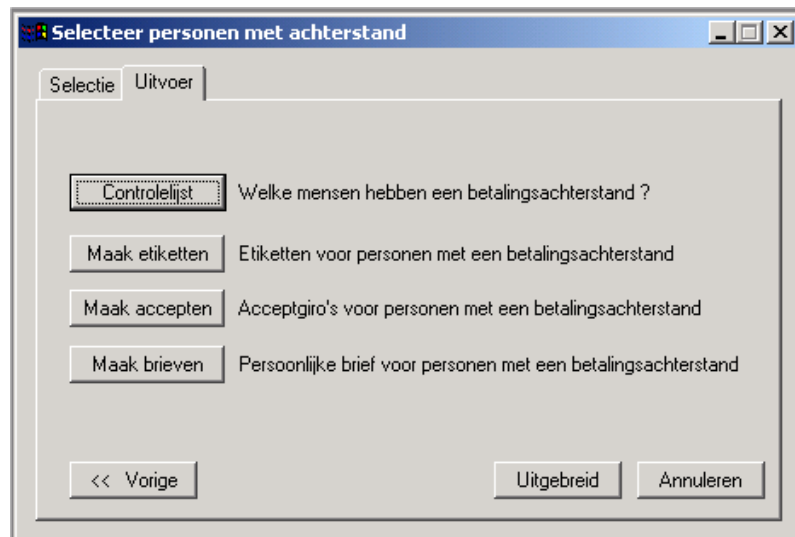 Selecteer personen met achterstand
Selectie Uitvoer
Controlelijst Welke mensen hebben een betalingsachterstand ?
Maak etiketten Etiketten voor personen met een betalingsachterstand
Maak accepten Acceptgiro's voor personen met een betalingsachterstand
Maak brieven Persoonlijke brief voor personen met een betalingsachterstand
<< Vorige Uitgebreid Annuleren